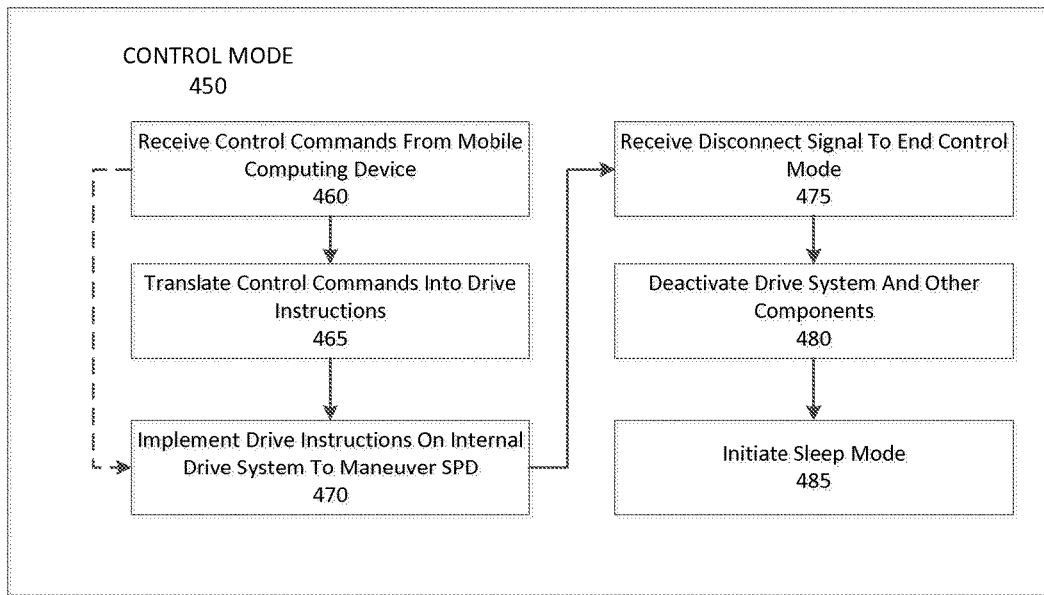 CONTROL MODE
450
Receive Control Commands From Mobile
Computing Device
460
Translate Control Commands Into Drive
Instructions
465
Implement Drive Instructions On Internal
Drive System To Maneuver SPD
470
Receive Disconnect Signal To End Control
Mode
475
Deactivate Drive System And Other
Components
480
Initiate Sleep Mode
485